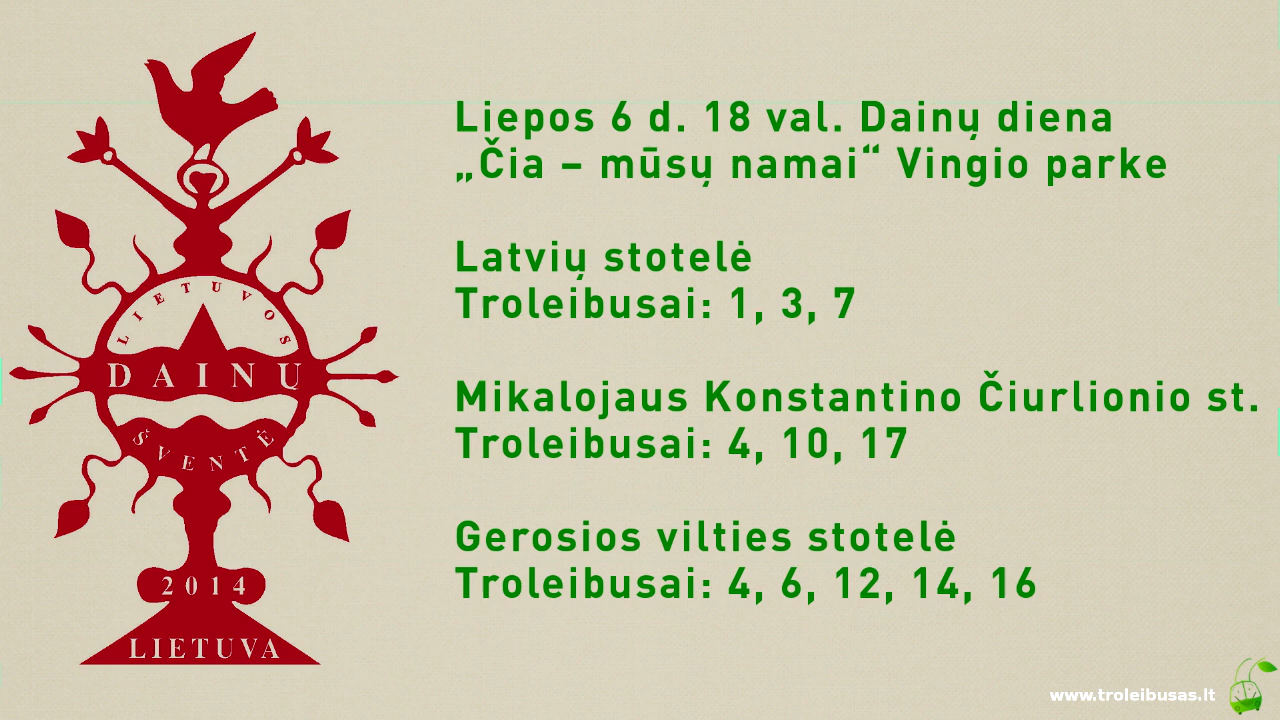 LIETUVOS
DAINŲ
ŠVENTĖ
2014
LIETUVA
Liepos 6 d. 18 val. Dainų diena
„Čia – mūsų namai“ Vingio parke
Latvių stotelė
Troleibusai: 1, 3, 7
Mikalojaus Konstantino Čiurlionio st.
Troleibusai: 4, 10, 17
Gerosios vilties stotelė
Troleibusai: 4, 6, 12, 14, 16
www.troleibusas.lt